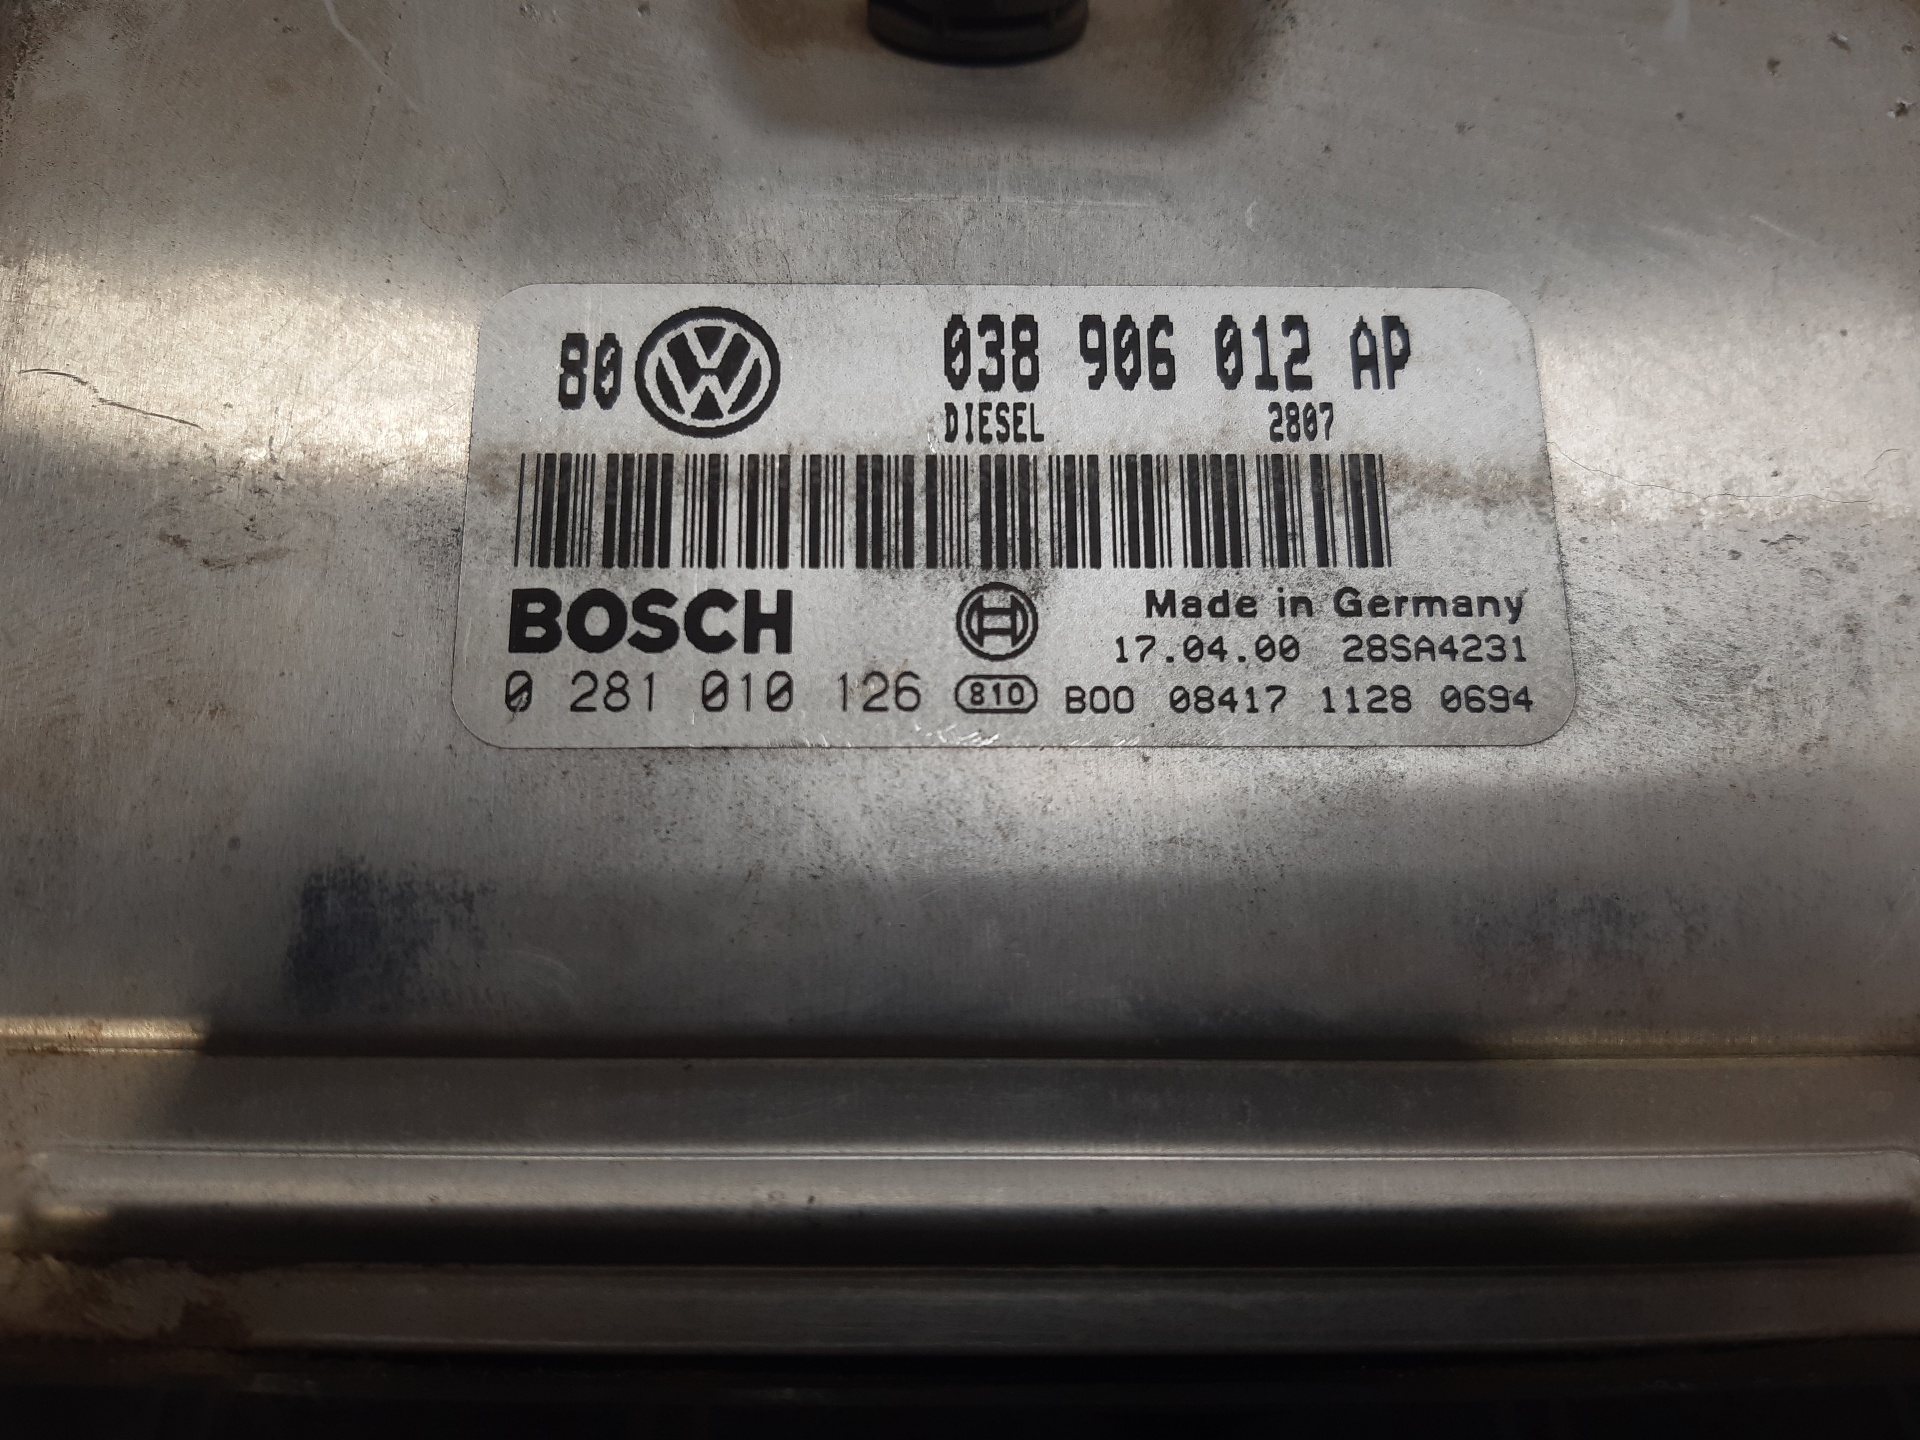 80 VW 038 906 012 AP
DIESEL 2807
BOSCH Made in Germany
17.04.00 28SA4231
0 281 010 126 810 B00 08417 1128 0694